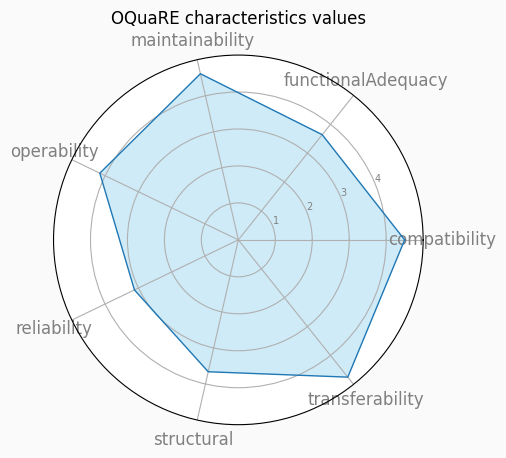 OQuaRE characteristics values
maintainability
functionalAdequacy
operability
4
3
2
1
compatibility
reliability
transferability
structural